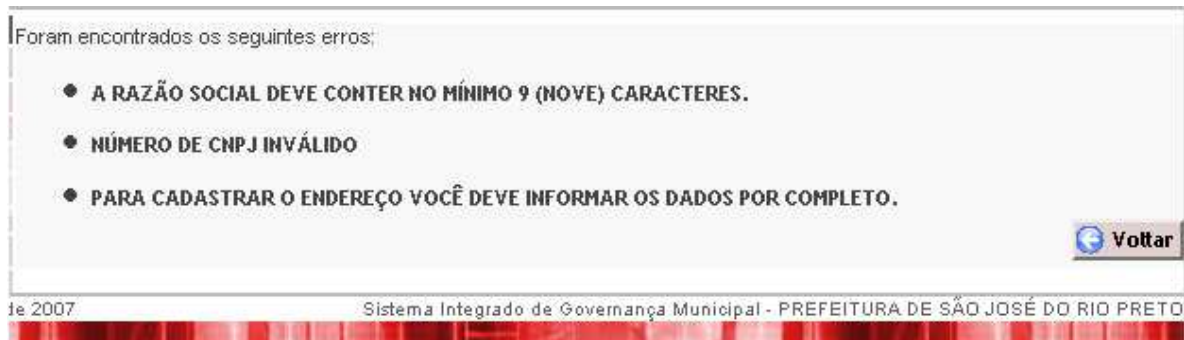 Foram encontrados os seguintes erros:
A RAZÃO SOCIAL DEVE CONTER NO MÍNIMO 9 (NOVE) CARACTERES.
NÚMERO DE CNPJ INVÁLIDO
PARA CADASTRAR O ENDEREÇO VOCÊ DEVE INFORMAR OS DADOS POR COMPLETO.
Voltar
de 2007 Sistema Integrado de Governança Municipal - PREFEITURA DE SÃO JOSÉ DO RIO PRETO